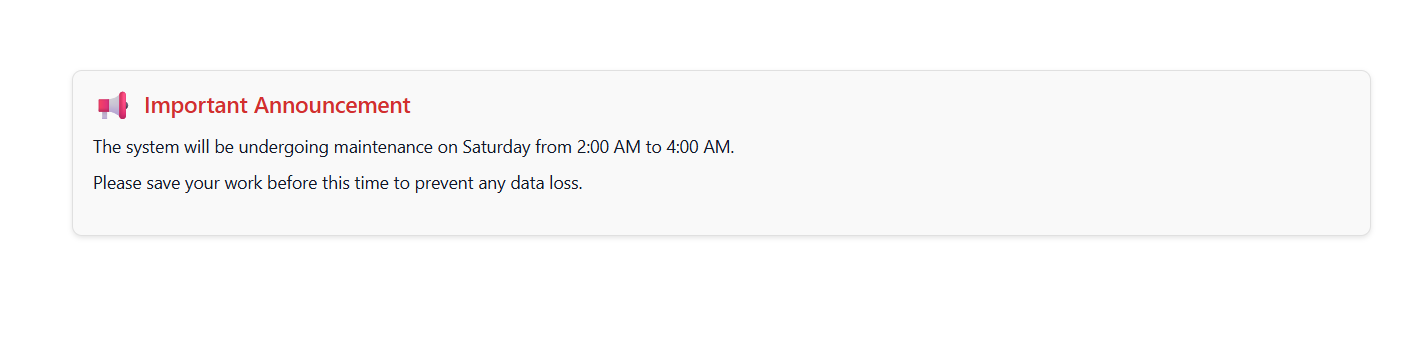 Important Announcement
The system will be undergoing maintenance on Saturday from 2:00 AM to 4:00 AM.
Please save your work before this time to prevent any data loss.